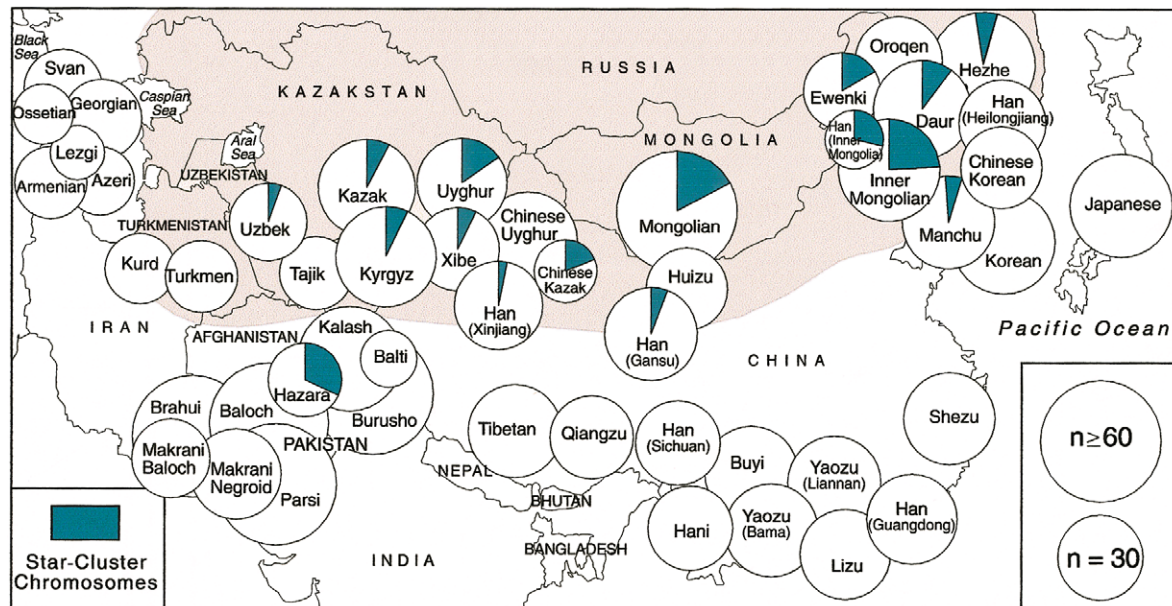 Black
Sea
Svan
Ossetian
Georgian
Lezgi
Armenian
Azeri
Caspian
Sea
KAZAKSTAN
RUSSIA
Aral
Sea
UZBEKISTAN
TURKMENISTAN
MONGOLIA
Oroqen
Hezhe
Ewenki
Daur
Han
(Heilongjiang)
Han
(Inner
Mongolia)
Inner
Mongolian
Chinese
Korean
Manchu
Korean
Japanese
Kazak
Uyghur
Uzbek
Chinese
Uyghur
Mongolian
Kurd
Turkmen
Tajik
Kyrgyz
Xibe
Chinese
Kazak
Huizu
Han
(Xinjiang)
Han
(Gansu)
IRAN
AFGHANISTAN
Kalash
Balti
Hazara
Burusho
CHINA
Pacific Ocean
Brahui
Baloch
PAKISTAN
Makrani
Baloch
Makrani
Negroid
Parsi
Tibetan
Qiangzu
Han
(Sichuan)
Buyi
Yaozu
(Liannan)
Shezu
NEPAL
BHUTAN
BANGLADESH
INDIA
Hani
Yaozu
(Bama)
Lizu
Han
(Guangdong)
Star-Cluster
Chromosomes
n≥60
n = 30